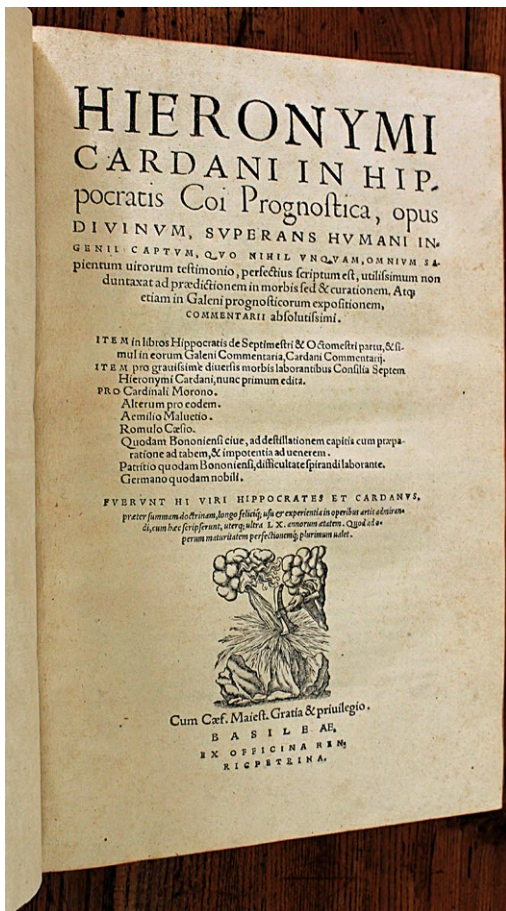 HIERONYMI
CARDANI IN HIP-
pocratis Coi Prognoſtica, opus
DIVINVM, SVPERANS HVMANI IN-
GENII CAPTVM, QVO NIHIL VNQVAM, OMNIVM SA-
pientum uirorum teſtimonio, perfectius ſcriptum eſt, utiliſsimum non
duntaxat ad prædictionem in morbis ſed & curationem. Atq;
etiam in Galeni prognoſticorum expoſitionem,
COMMENTARII abſolutiſsimi.
ITEM in libros Hippocratis de Septimeſtri & Octomeſtri partu, & ſi-
mul in eorum Galeni Commentaria, Cardani Commentarij.
ITEM pro grauiſsimè diuerſis morbis laborantibus Conſilia Septem
Hieronymi Cardani, nunc primum edita.
PRO Cardinali Morono.
Alterum pro eodem.
Aemilio Maluetio.
Romulo Cæſio.
Quodam Bononienſi ciue, ad deſtillationem capitis cum præpa-
ratione ad tabem, & impotentia ad uenerem.
Patritio quodam Bononienſi, difficultate ſpirandi laborante.
Germano quodam nobili.
FVERVNT HI VIRI HIPPOCRATES ET CARDANVS,
præter ſummam doctrinam, longo feliciq;, uſu & experientia in operibus artis admiran-
di, cum hæc ſcripſerunt, uterq; ultra LX. annorum ætatem. Quod ad o-
perum maturitatem perfectionemq; plurimum ualet.
Cum Cæſ. Maieſt. Gratia & priuilegio.
BASILEAE,
EX OFFICINA HEN,
RICPETRINA.